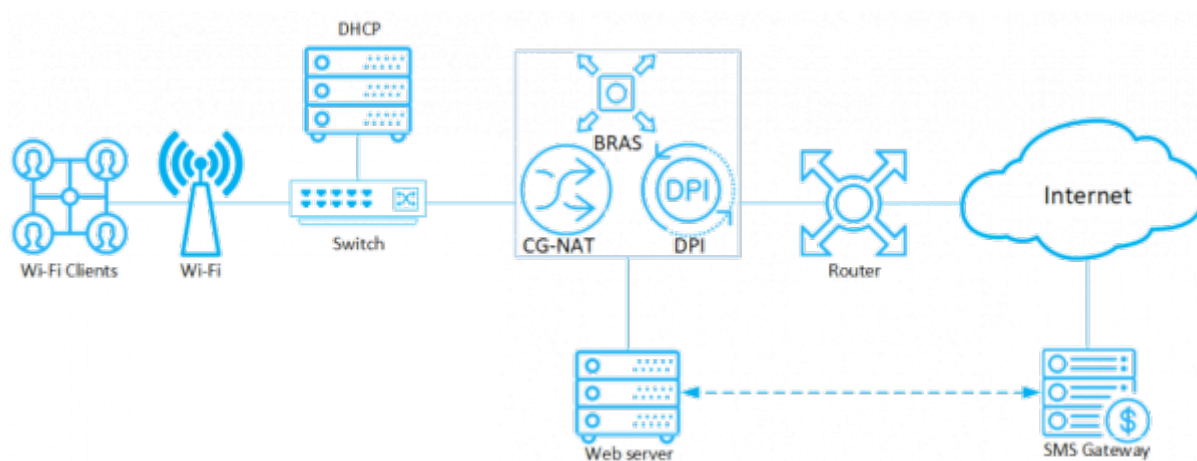 DHCP
BRAS
DPI
CG-NAT
DPI
Internet
Wi-Fi Clients
Wi-Fi
Switch
Router
Web server
$
SMS Gateway